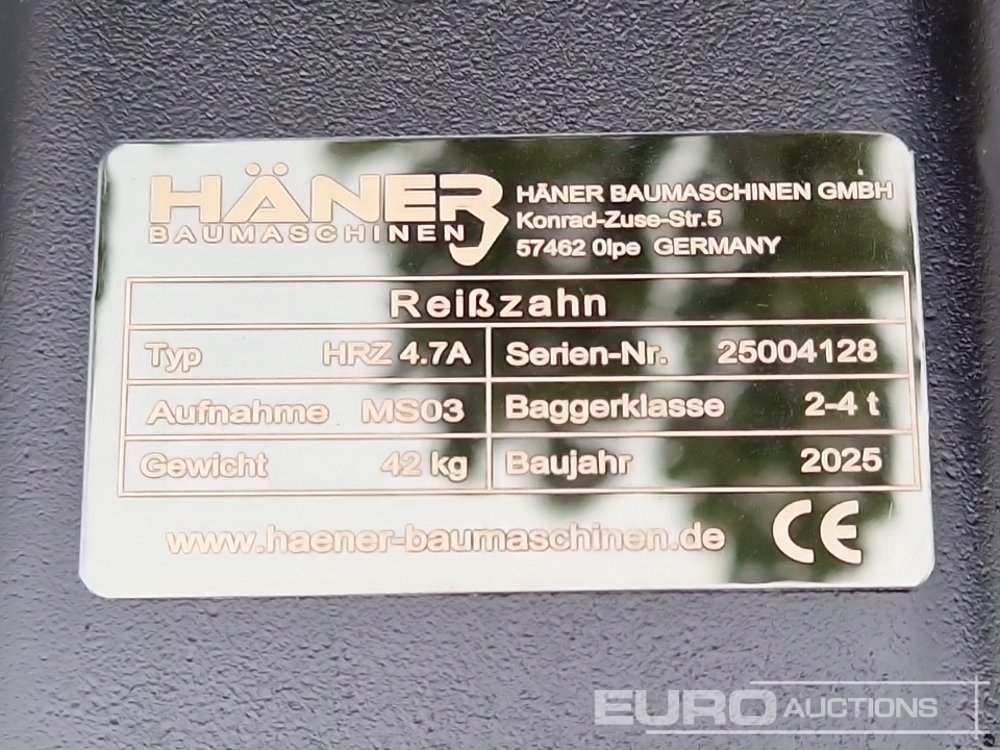 HÄNER
BAUMASCHINEN
HÄNER BAUMASCHINEN GMBH
Konrad-Zuse-Str.5
57462 Olpe GERMANY
Reißzahn
Typ HRZ 4.7A Serien-Nr. 25004128
Aufnahme MS03 Baggerklasse 2-4 t
Gewicht 42 kg Baujahr 2025
www.haener-baumaschinen.de CE
EURO AUCTIONS